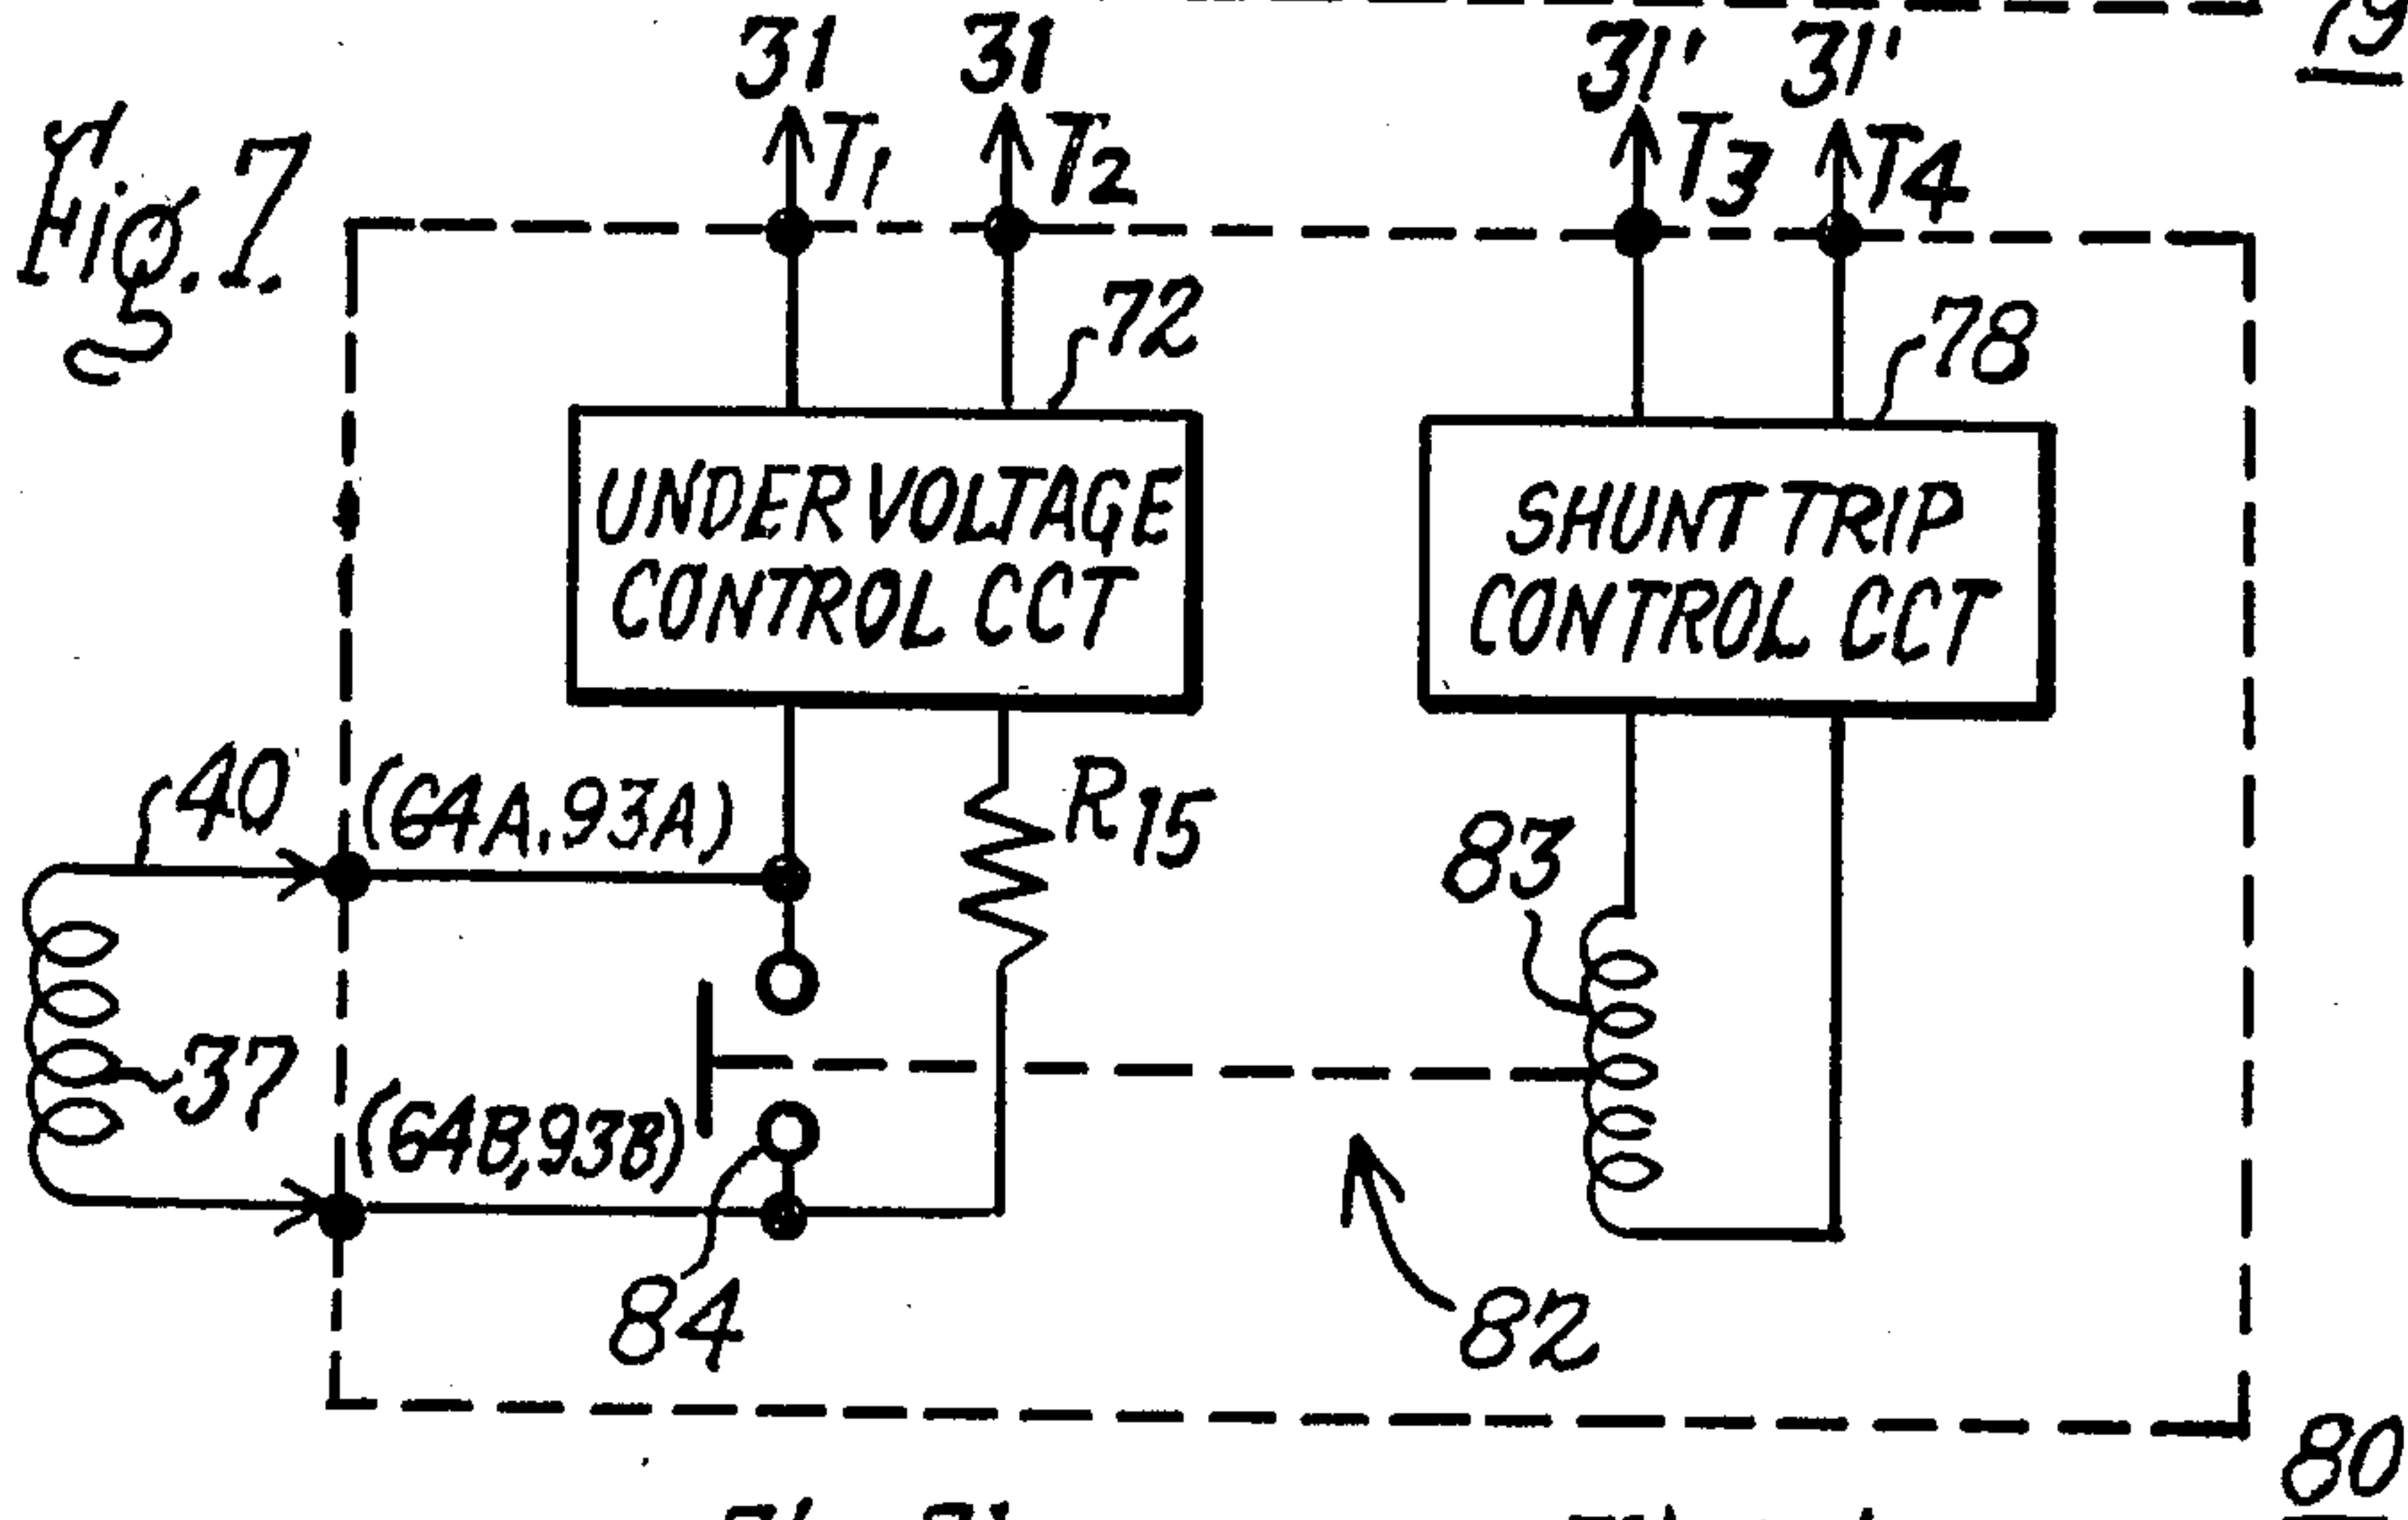 79
31 31 31' 31'
Fig. 7.
T1 T2 T3 T4
72
78
UNDER VOLTAGE
CONTROL CCT
SHUNT TRIP
CONTROL CCT
40
(64A,93A)
R15
83
37
(64B,93B)
84
82
80